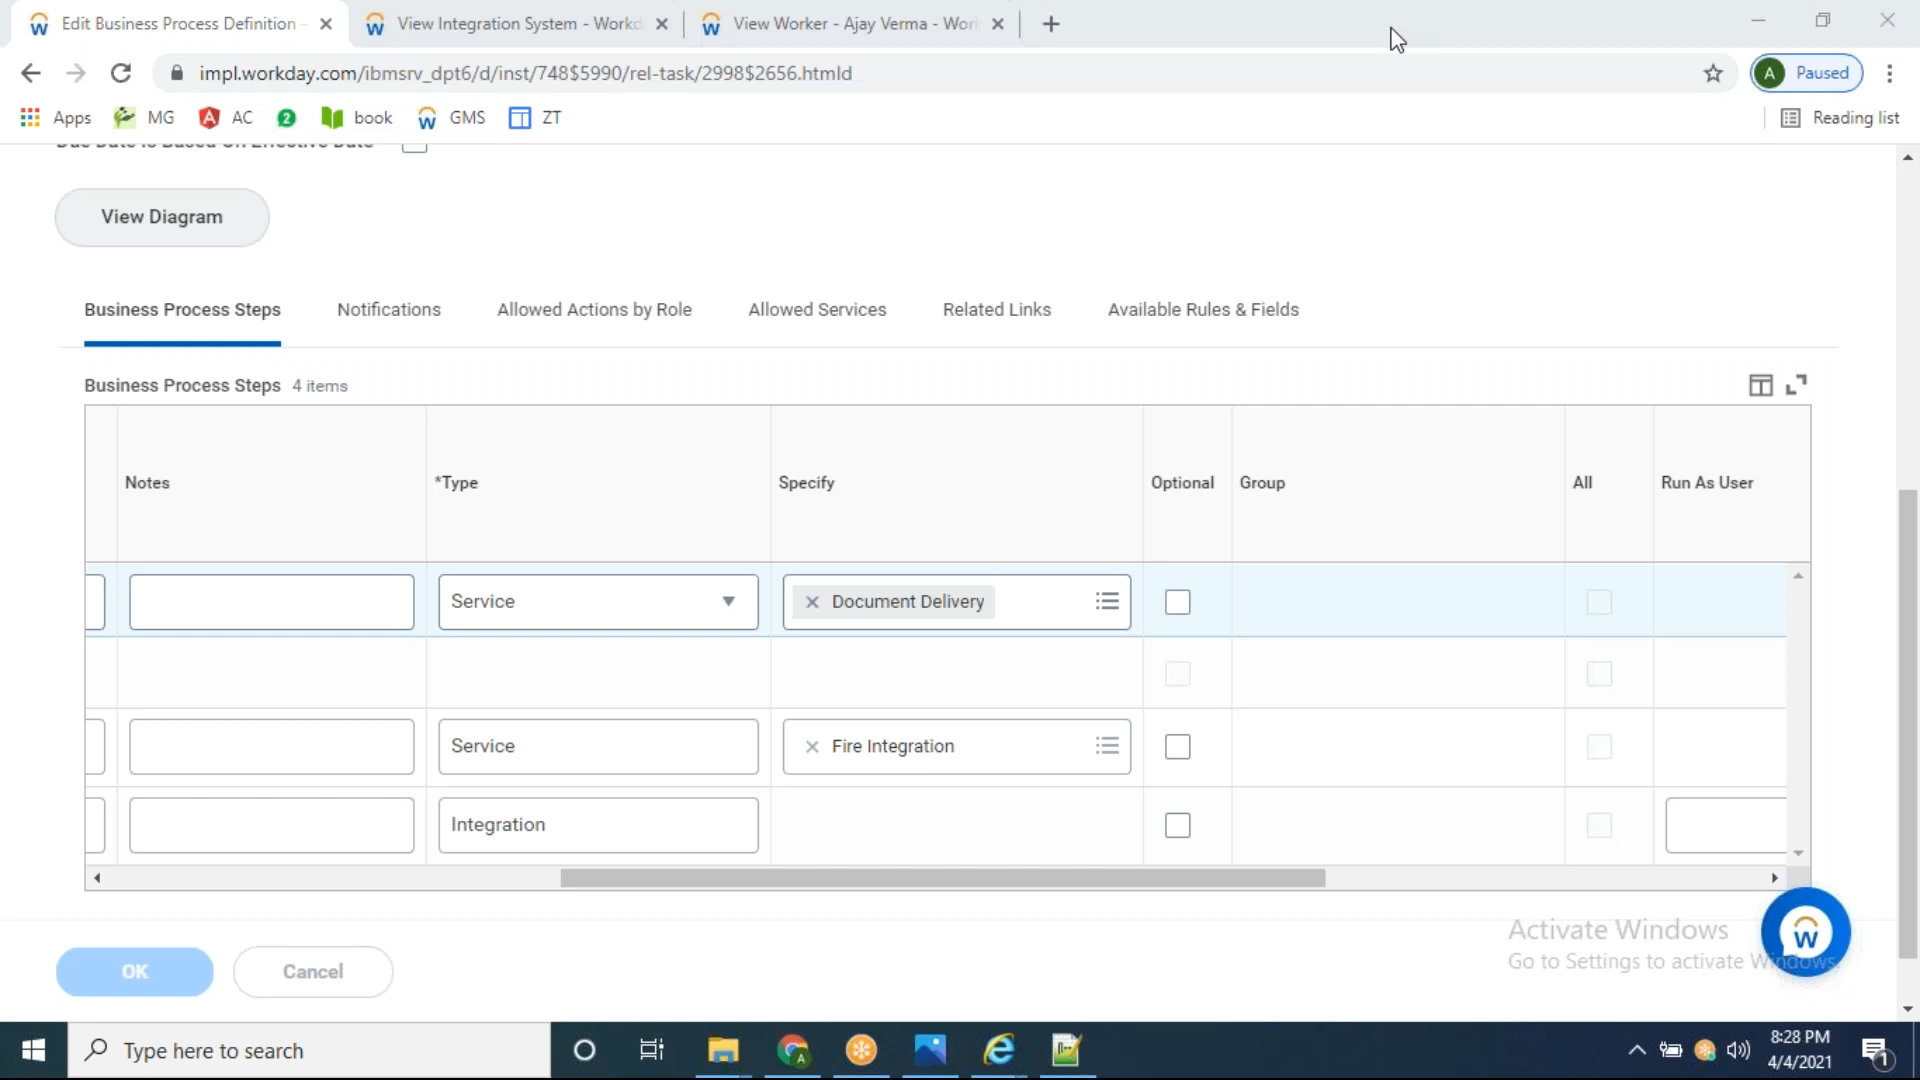 Edit Business Process Definition -
View Integration System - Workd
View Worker - Ajay Verma - Wor
impl.workday.com/ibmsrv_dpt6/d/inst/748$5990/rel-task/2998$2656.htmld
A Paused
Apps MG AC 2 book GMS ZT
Reading list
Due Date Is Based On Effective Date
View Diagram
Business Process Steps Notifications Allowed Actions by Role Allowed Services Related Links Available Rules & Fields
Business Process Steps 4 items
Notes *Type Specify Optional Group All Run As User
Service Document Delivery
Service Fire Integration
Integration
Activate Windows
Go to Settings to activate Windows.
OK Cancel
Type here to search
8:28 PM
4/4/2021
1